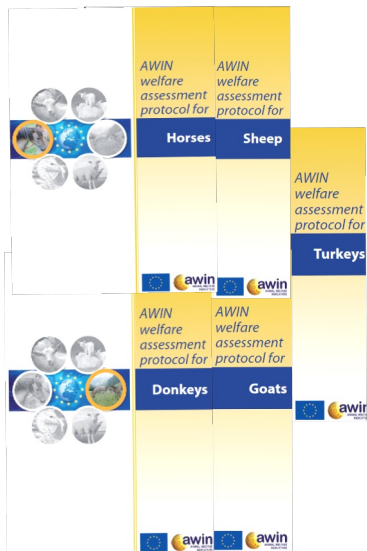 AWIN
welfare
assessment
protocol for
Horses
awin
AWIN
welfare
assessment
protocol for
Sheep
awin
AWIN
welfare
assessment
protocol for
Turkeys
awin
AWIN
welfare
assessment
protocol for
Donkeys
awin
AWIN
welfare
assessment
protocol for
Goats
awin